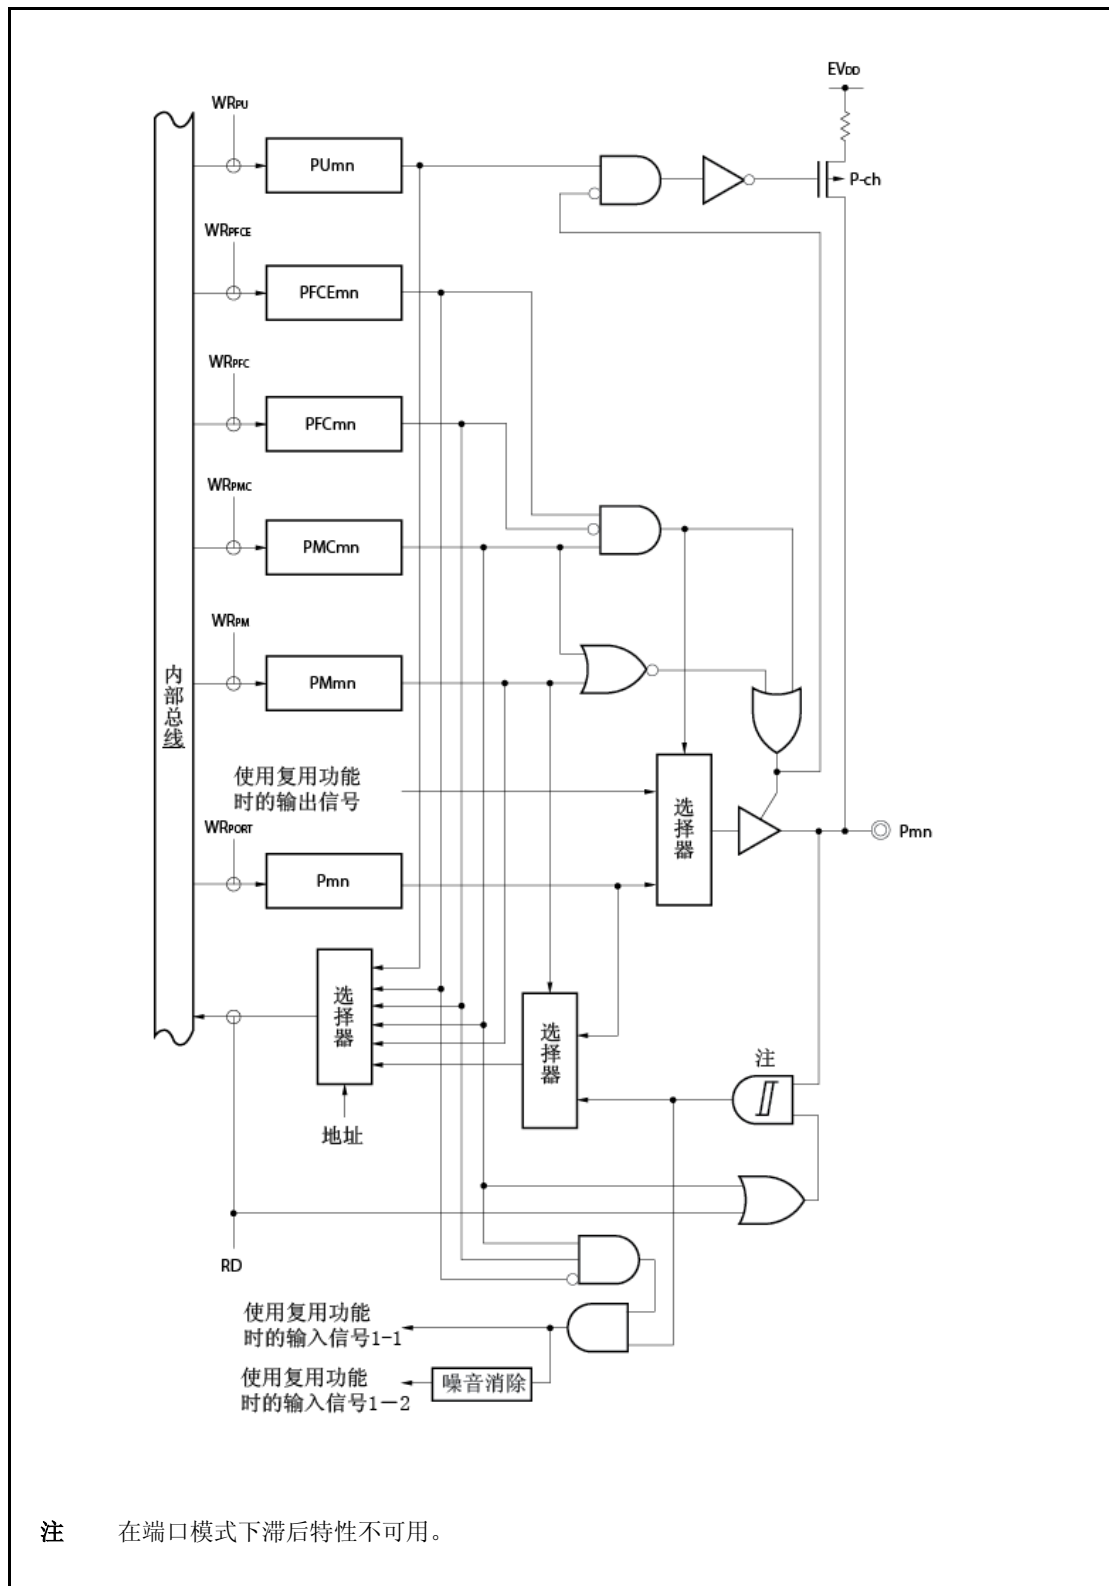 EVDD
WRPU
PUmn
P-ch
WRPFCE
PFCEmn
WRPFC
PFCmn
WRPMC
PMCmn
WRPM
PMmn
内部总线
使用复用功能
时的输出信号
选择器
WRPORT
Pmn
Pmn
选择器
选择器
注
地址
RD
使用复用功能
时的输入信号1-1
使用复用功能
时的输入信号1－2
噪音消除
注 在端口模式下滞后特性不可用。